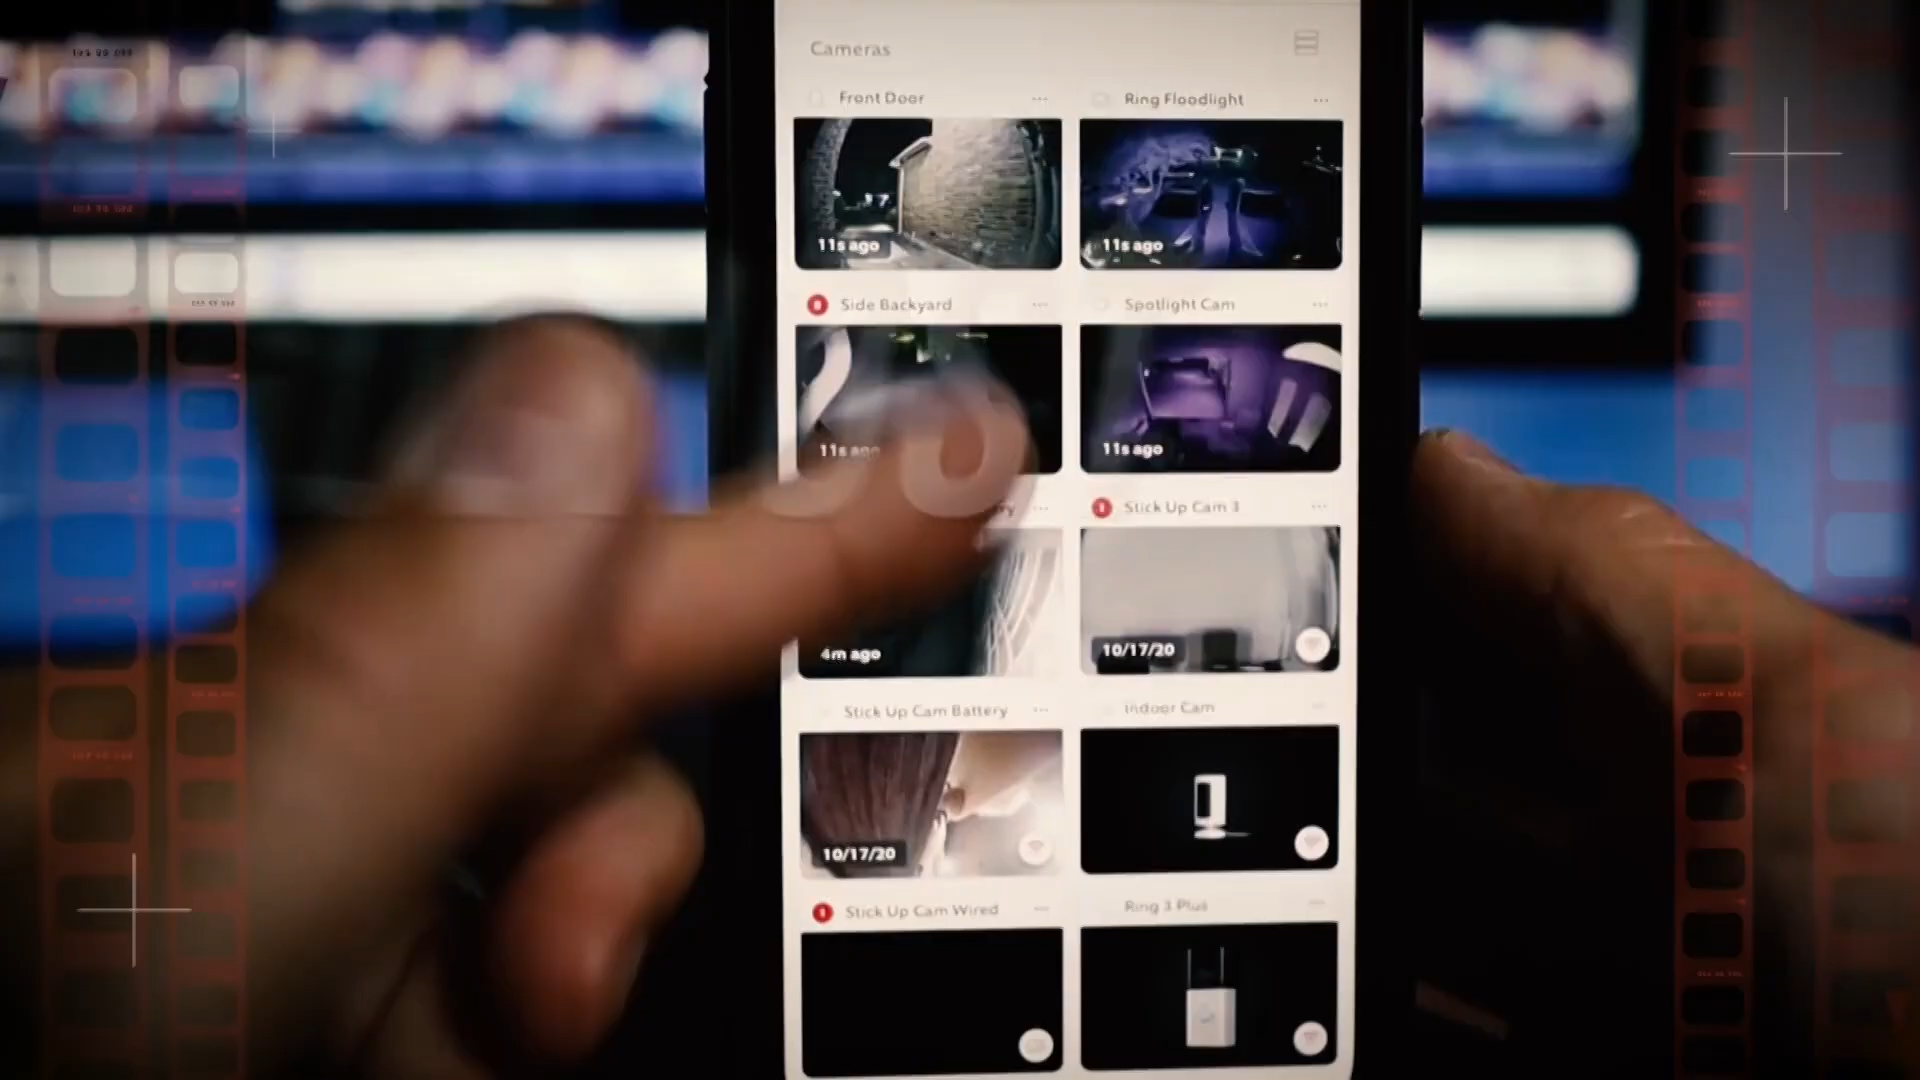 Cameras
Front Door
Ring Floodlight
11s ago
11s ago
Side Backyard
Spotlight Cam
11s ago
11s ago
Stick Up Cam 3
4m ago
10/17/20
Stick Up Cam Battery
Indoor Cam
10/17/20
Stick Up Cam Wired
Ring 3 Plus